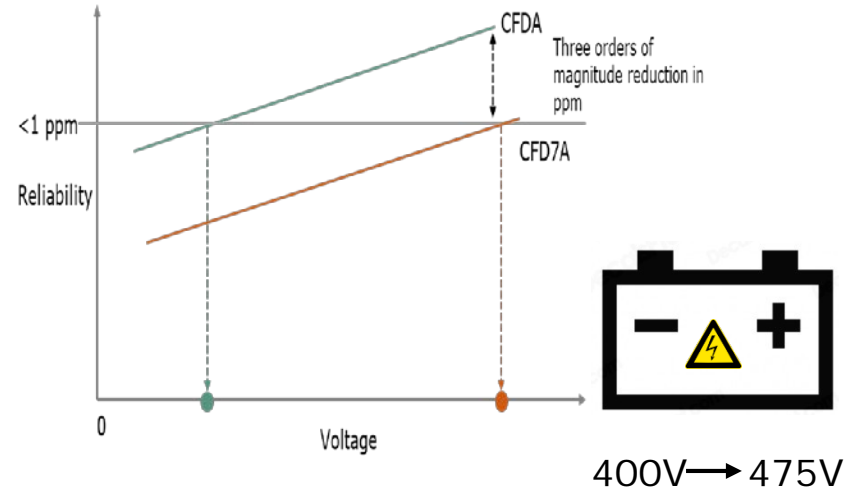 CFDA
Three orders of
magnitude reduction in
ppm
<1 ppm
CFD7A
Reliability
0
Voltage
400V → 475V